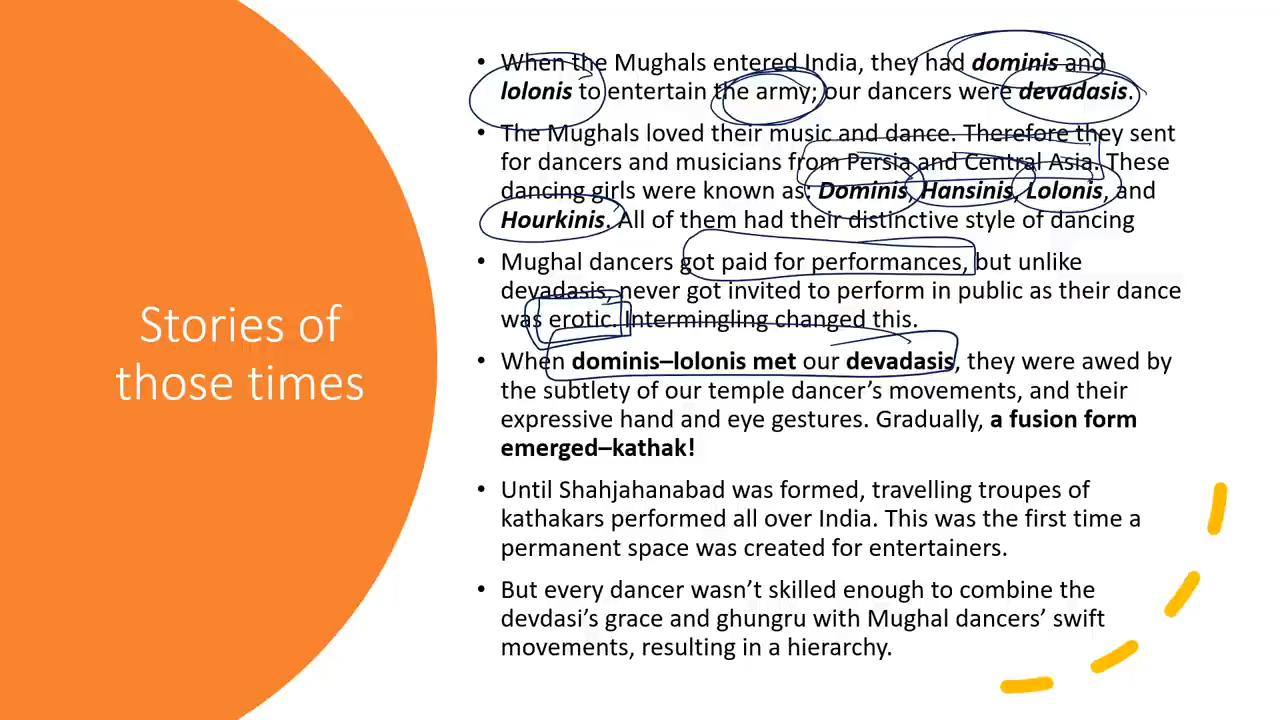 Stories of
those times
• When the Mughals entered India, they had dominis and
lolonis to entertain the army; our dancers were devadasis.
• The Mughals loved their music and dance. Therefore they sent
for dancers and musicians from Persia and Central Asia. These
dancing girls were known as: Dominis, Hansinis, Lolonis, and
Hourkinis. All of them had their distinctive style of dancing
• Mughal dancers got paid for performances, but unlike
devadasis, never got invited to perform in public as their dance
was erotic. Intermingling changed this.
• When dominis–lolonis met our devadasis, they were awed by
the subtlety of our temple dancer’s movements, and their
expressive hand and eye gestures. Gradually, a fusion form
emerged–kathak!
• Until Shahjahanabad was formed, travelling troupes of
kathakars performed all over India. This was the first time a
permanent space was created for entertainers.
• But every dancer wasn’t skilled enough to combine the
devdasi’s grace and ghungru with Mughal dancers’ swift
movements, resulting in a hierarchy.